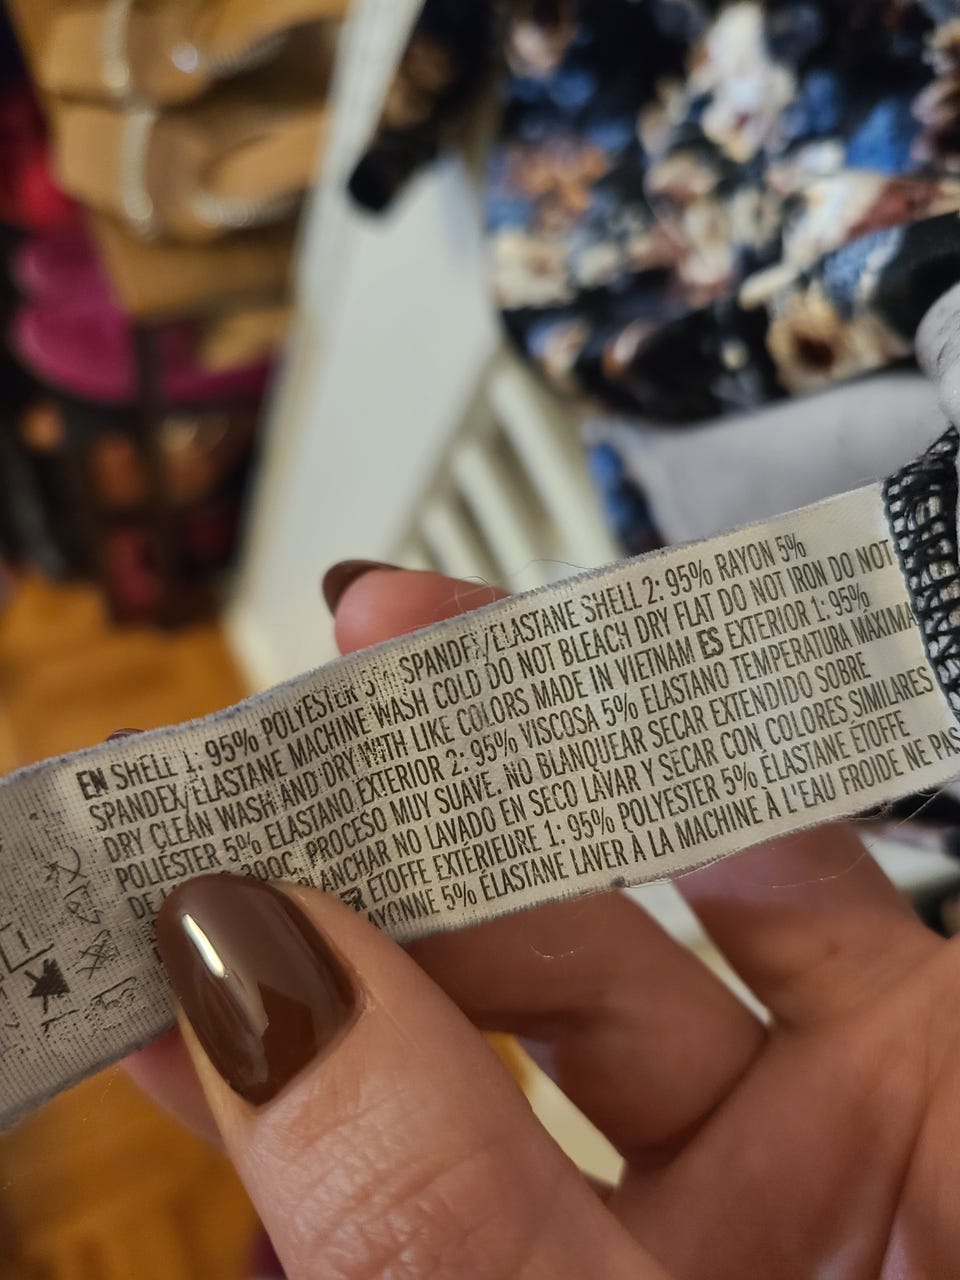 EN SHELL 1: 95% POLYESTER 5% SPANDEX/ELASTANE SHELL 2: 95% RAYON 5%
SPANDEX/ELASTANE MACHINE WASH COLD DO NOT BLEACH DRY FLAT DO NOT IRON DO NOT
DRY CLEAN WASH AND DRY WITH LIKE COLORS MADE IN VIETNAM ES EXTERIOR 1: 95%
POLIÉSTER 5% ELASTANO EXTERIOR 2: 95% VISCOSA 5% ELASTANO TEMPERATURA MÁXIMA
DE 30ºC, PROCESO MUY SUAVE. NO BLANQUEAR SECAR EXTENDIDO SOBRE
PLANCHAR NO LAVADO EN SECO LAVAR Y SECAR CON COLORES SIMILARES
ETOFFE EXTÉRIEURE 1: 95% POLYESTER 5% ÉLASTANE ETOFFE
5% ÉLASTANE LAVER À LA MACHINE À L'EAU FROIDE NE PAS